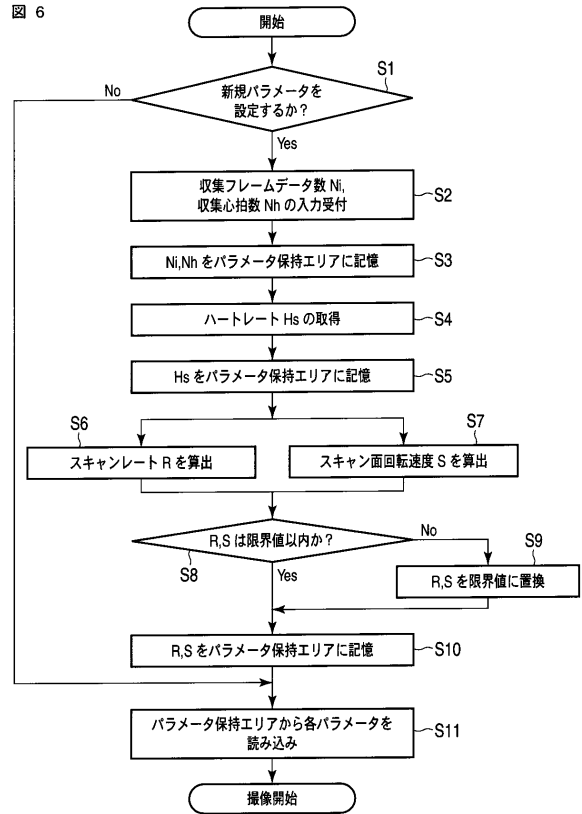 図 6
開始
S1
新規パラメータを
設定するか？
No
Yes
収集フレームデータ数 Ni,
収集心拍数 Nh の入力受付
S2
Ni,Nh をパラメータ保持エリアに記憶
S3
ハートレート Hs の取得
S4
Hs をパラメータ保持エリアに記憶
S5
S6
スキャンレート R を算出
S7
スキャン面回転速度 S を算出
R,S は限界値以内か？
S8
No
Yes
S9
R,S を限界値に置換
R,S をパラメータ保持エリアに記憶
S10
パラメータ保持エリアから各パラメータを
読み込み
S11
撮像開始